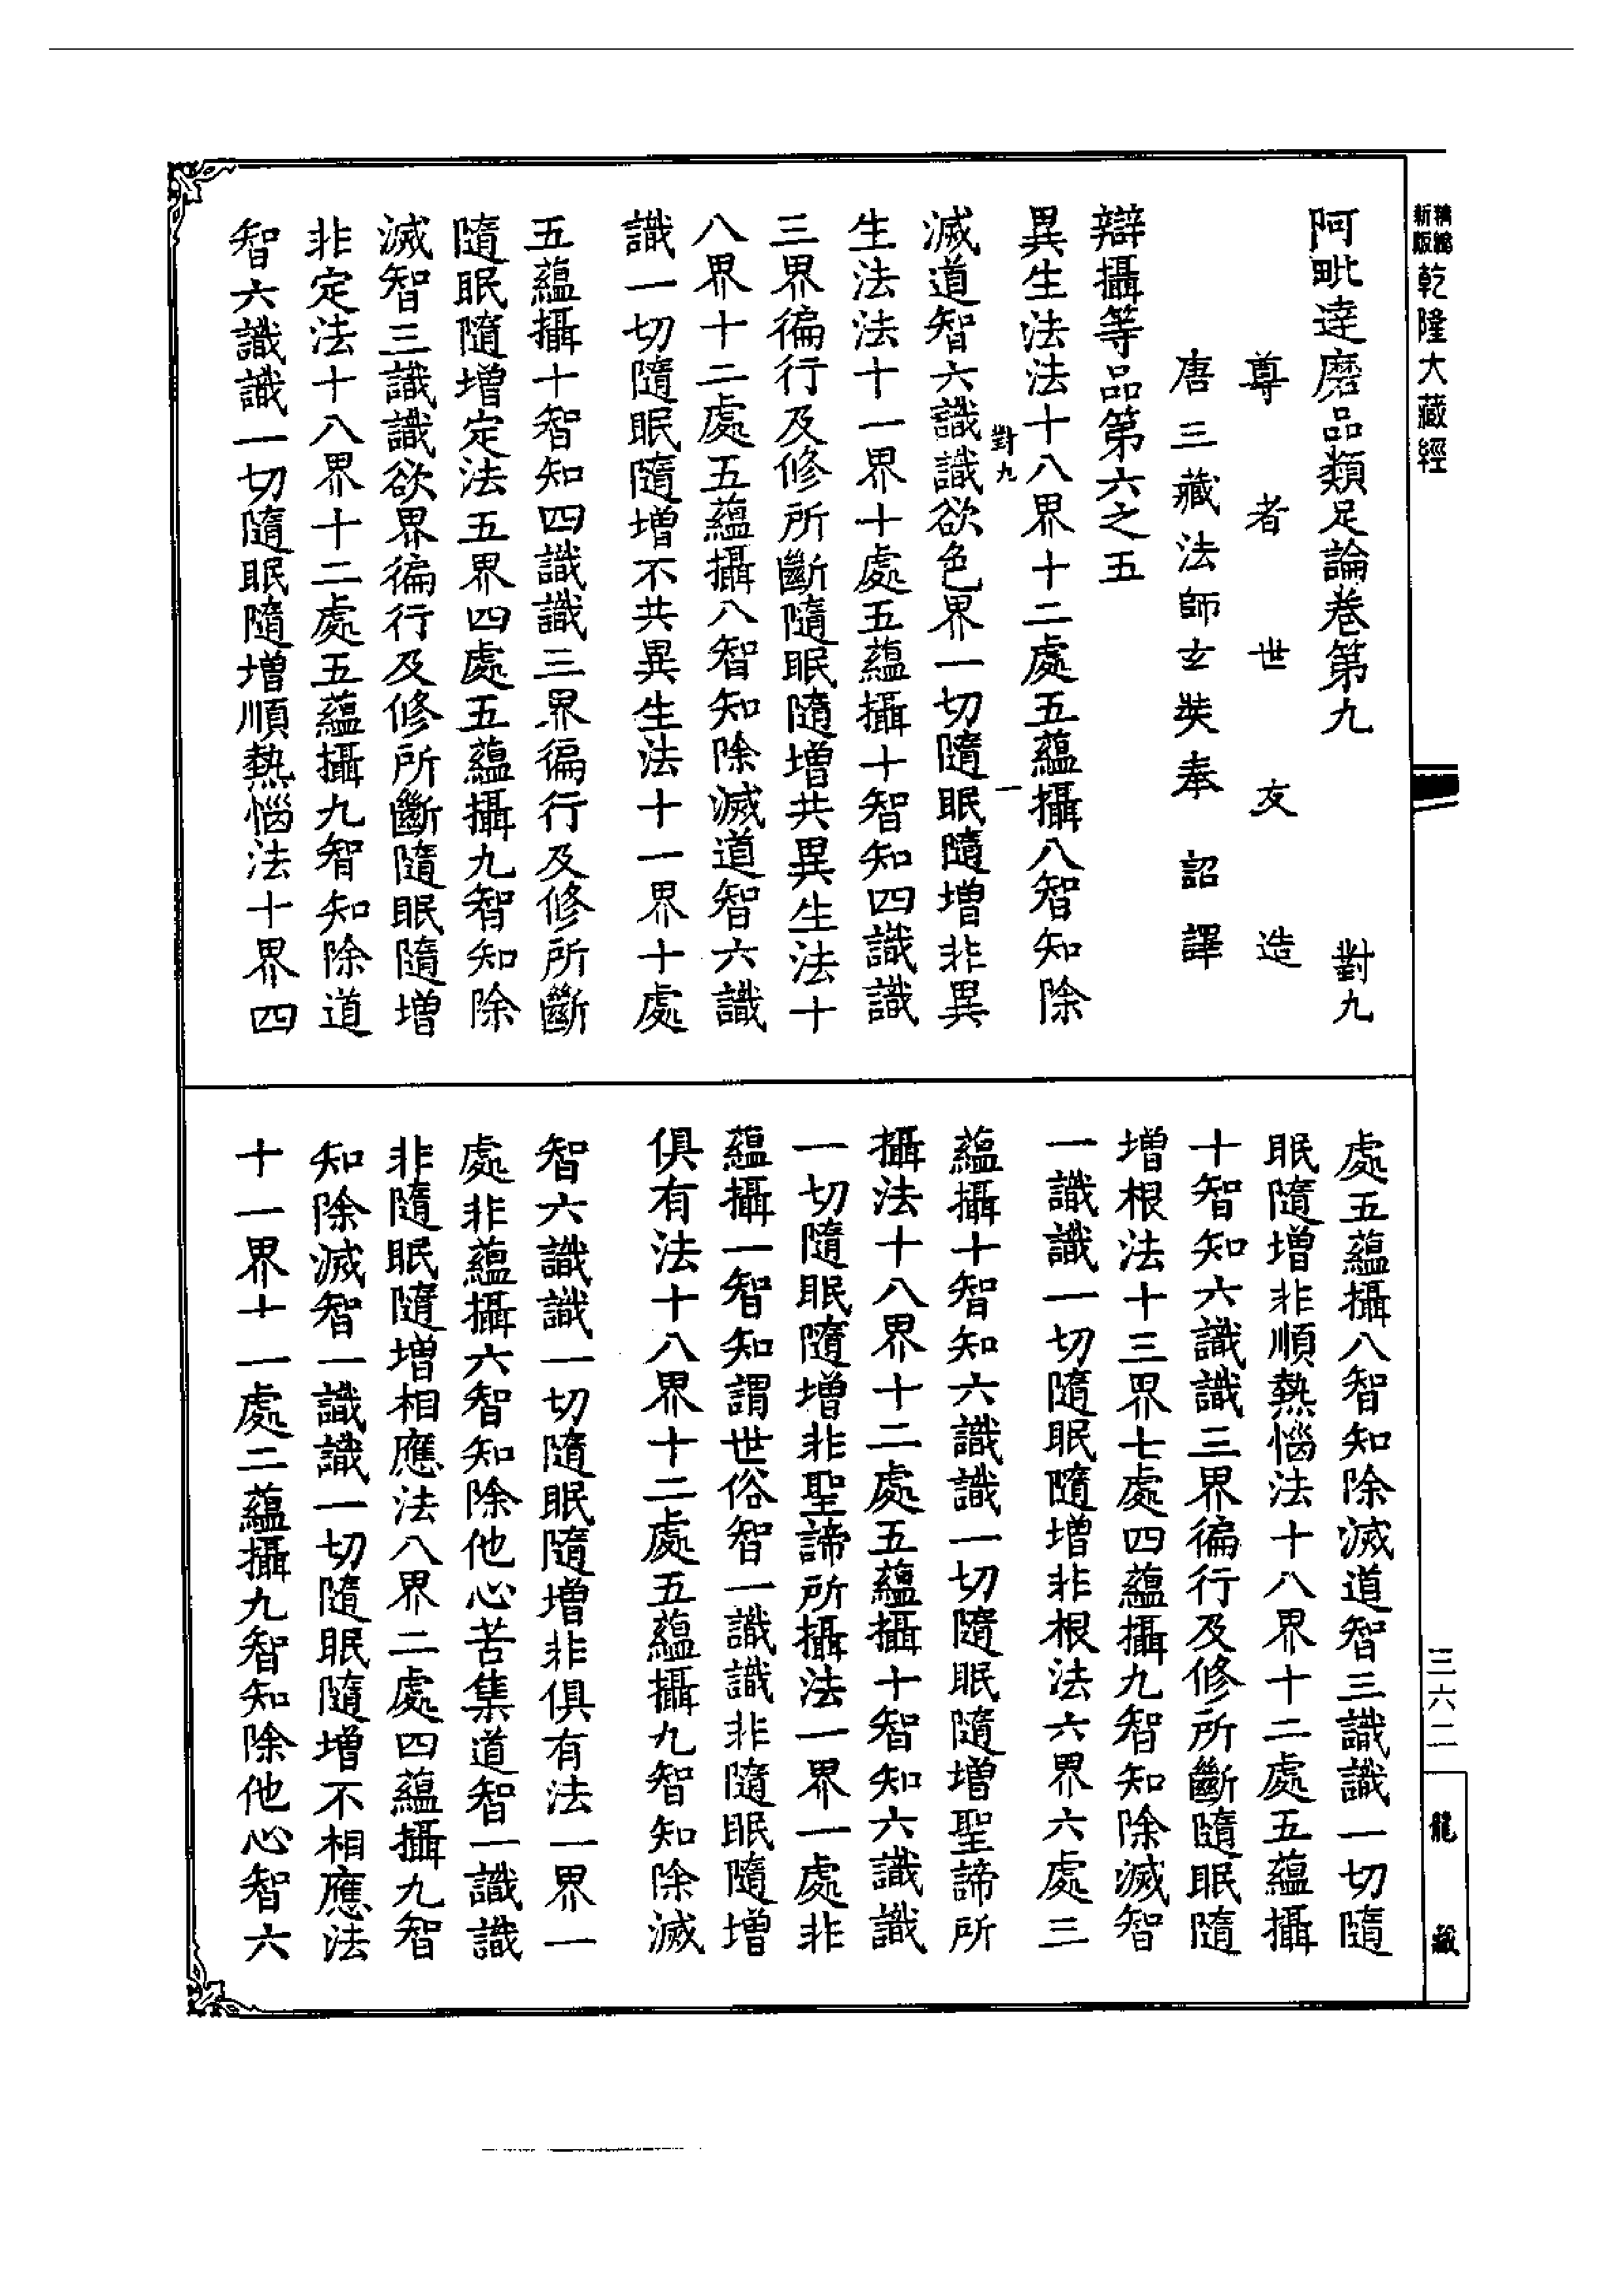 精縮新版
乾隆大藏經
阿毗達磨品類足論卷第九 對九
尊者世友造
唐三藏法師玄奘奉詔譯
辯攝等品第六之五
異生法法十八界十二處五蘊攝八智知除
對九 一
滅道智六識識欲色界一切隨眠隨增非異
生法法十一界十處五蘊攝十智知四識識
三界徧行及修所斷隨眠隨增共異生法十
八界十二處五蘊攝八智知除滅道智六識
識一切隨眠隨增不共異生法十一界十處
五蘊攝十智知四識識三界徧行及修所斷
隨眠隨增定法五界四處五蘊攝九智知除
滅智三識識欲界徧行及修所斷隨眠隨增
非定法十八界十二處五蘊攝九智知除道
智六識識一切隨眠隨增順熱惱法十界四
處五蘊攝八智知除滅道智三識識一切隨
眠隨增非順熱惱法十八界十二處五蘊攝
十智知六識識三界徧行及修所斷隨眠隨
增根法十三界七處四蘊攝九智知除滅智
一識識一切隨眠隨增非根法六界六處三
蘊攝十智知六識識一切隨眠隨增聖諦所
攝法十八界十二處五蘊攝十智知六識識
一切隨眠隨增非聖諦所攝法一界一處非
蘊攝一智知謂世俗智一識識非隨眠隨增
俱有法十八界十二處五蘊攝九智知除滅
智六識識一切隨眠隨增非俱有法一界一
處非蘊攝六智知除他心苦集道智一識識
非隨眠隨增相應法八界二處四蘊攝九智
知除滅智一識識一切隨眠隨增不相應法
十一界十一處二蘊攝九智知除他心智六
三六二
龍藏